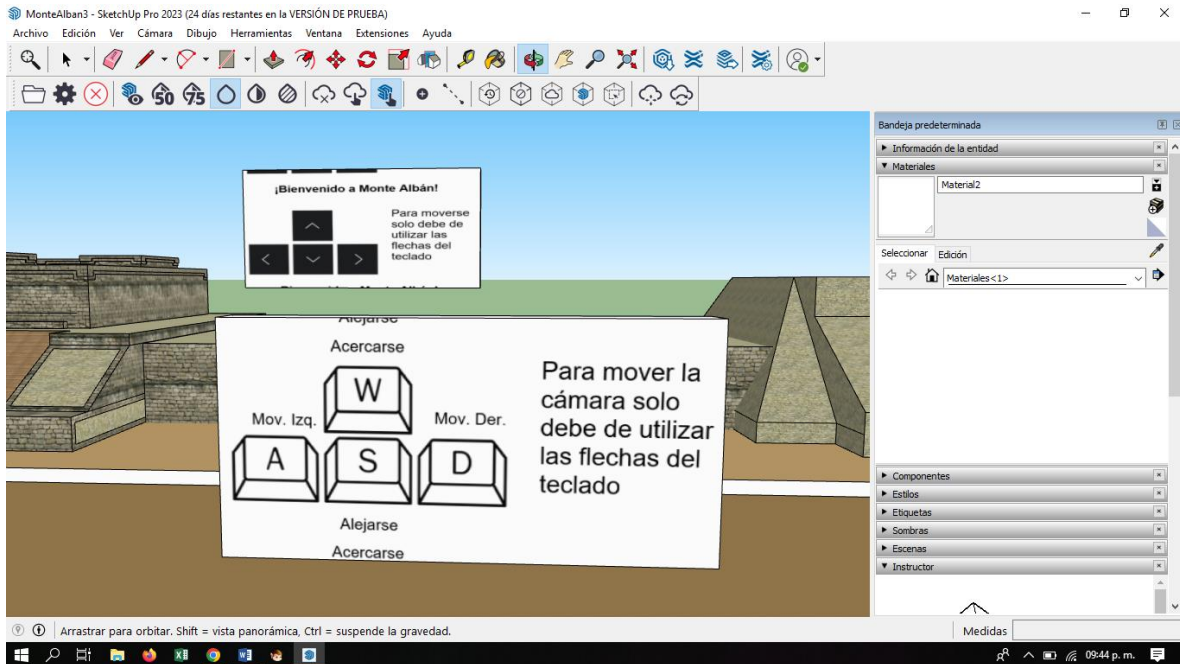 MonteAlban3 - SketchUp Pro 2023 (24 días restantes en la VERSIÓN DE PRUEBA)
Archivo Edición Ver Cámara Dibujo Herramientas Ventana Extensiones Ayuda
50 75
Bandeja predeterminada
Información de la entidad
Materiales
Material2
Seleccionar Edición
Materiales<1>
Componentes
Estilos
Etiquetas
Sombras
Escenas
Instructor
¡Bienvenido a Monte Albán!
Para moverse
solo debe de
utilizar las
flechas del
teclado
Alejarse
Acercarse
W
Mov. Izq. Mov. Der.
A S D
Alejarse
Acercarse
Para mover la
cámara solo
debe de utilizar
las flechas del
teclado
Arrastrar para orbitar. Shift = vista panorámica, Ctrl = suspende la gravedad.
Medidas
09:44 p. m.